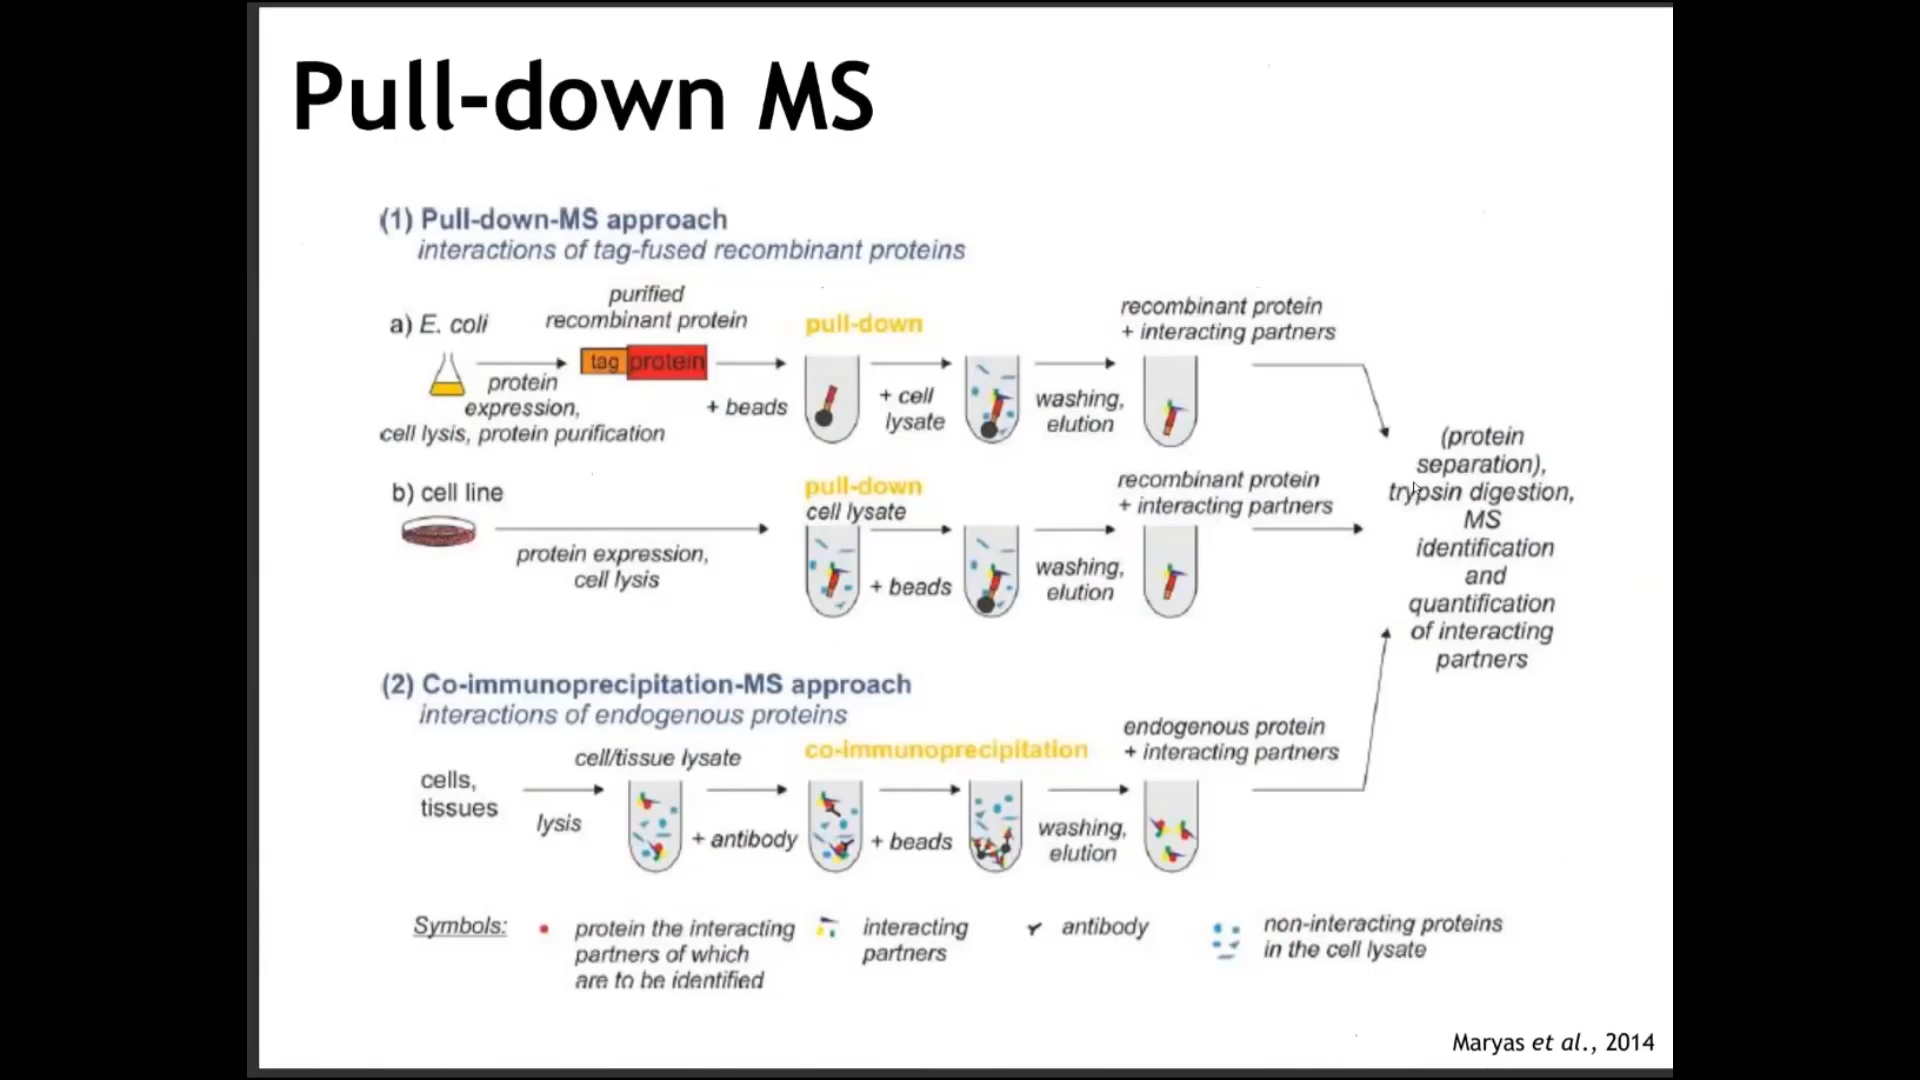 Pull-down MS
(1) Pull-down-MS approach
interactions of tag-fused recombinant proteins
a) E. coli
protein
expression,
cell lysis, protein purification
purified
recombinant protein
tag protein
+ beads
pull-down
+ cell
lysate
washing,
elution
recombinant protein
+ interacting partners
b) cell line
protein expression,
cell lysis
pull-down
cell lysate
+ beads
washing,
elution
recombinant protein
+ interacting partners
(2) Co-immunoprecipitation-MS approach
interactions of endogenous proteins
cells,
tissues
lysis
cell/tissue lysate
+ antibody
co-immunoprecipitation
+ beads
washing,
elution
endogenous protein
+ interacting partners
(protein
separation),
trypsin digestion,
MS
identification
and
quantification
of interacting
partners
Symbols:
protein the interacting
partners of which
are to be identified
interacting
partners
antibody
non-interacting proteins
in the cell lysate
Maryas et al., 2014